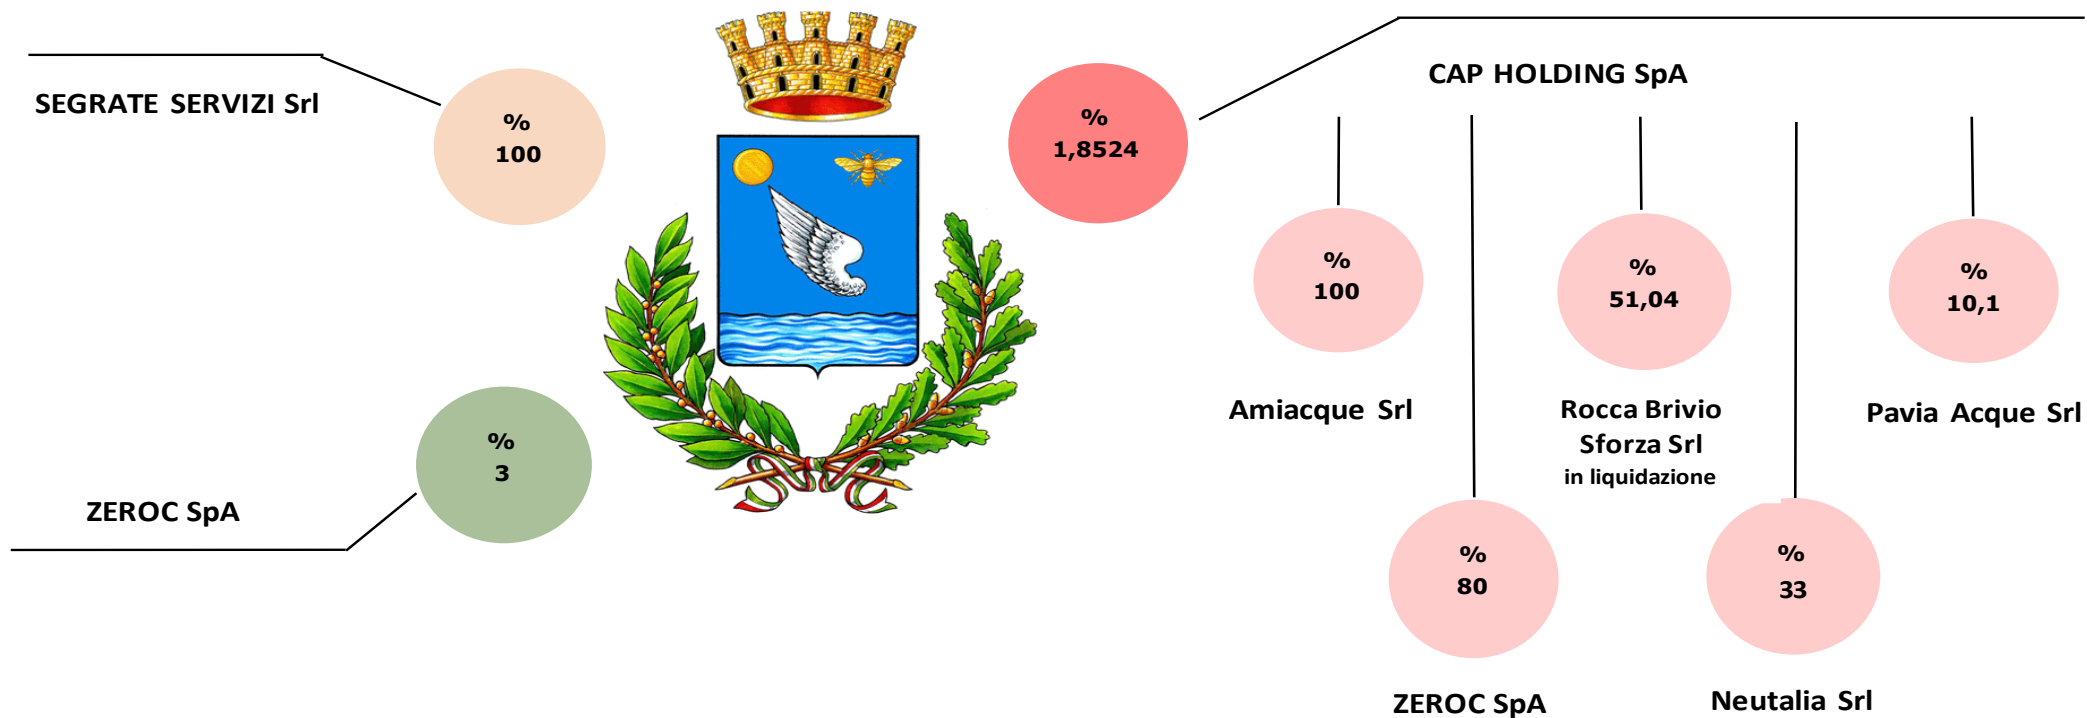 SEGRATE SERVIZI Srl
%
100
ZEROC SpA
%
3
%
1,8524
CAP HOLDING SpA
%
100
Amiacque Srl
%
80
ZEROC SpA
%
51,04
Rocca Brivio
Sforza Srl
in liquidazione
%
33
Neutalia Srl
%
10,1
Pavia Acque Srl